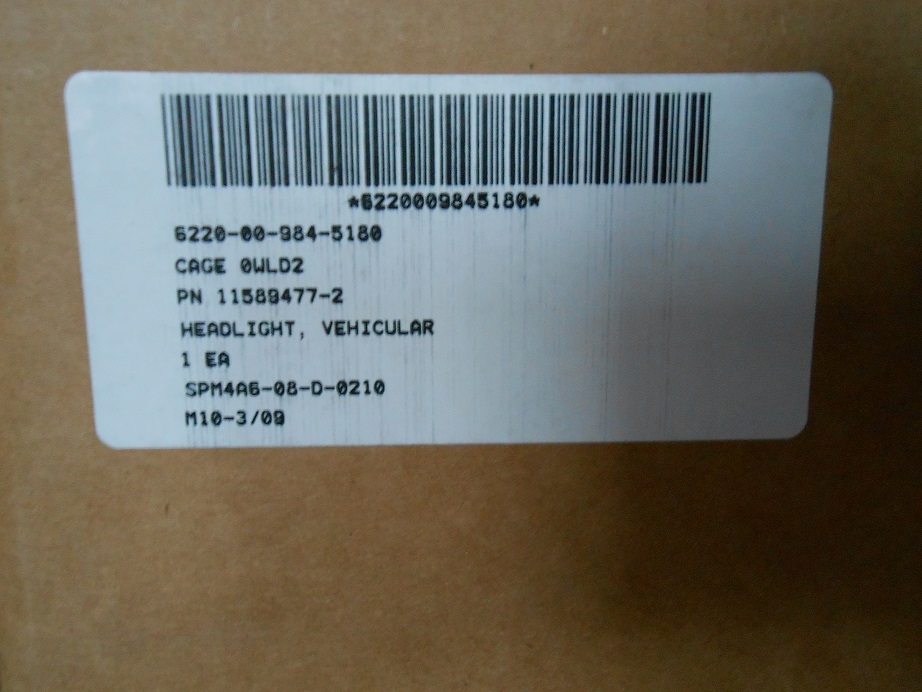 *6220009845180*
6220-00-984-5180
CAGE 0WLD2
PN 11589477-2
HEADLIGHT, VEHICULAR
1 EA
SPM4A6-08-D-0210
M10-3/09